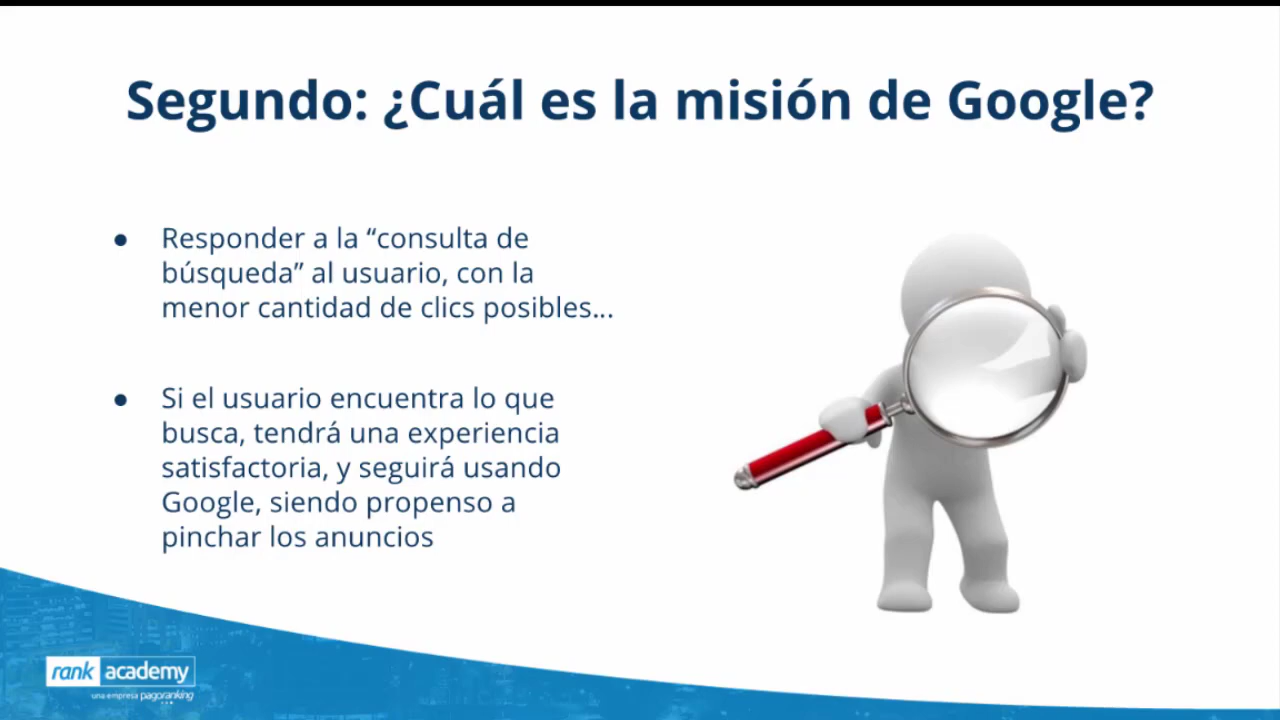 Segundo: ¿Cuál es la misión de Google?
● Responder a la “consulta de
búsqueda” al usuario, con la
menor cantidad de clics posibles...
● Si el usuario encuentra lo que
busca, tendrá una experiencia
satisfactoria, y seguirá usando
Google, siendo propenso a
pinchar los anuncios
rank academy
una empresa pagoranking